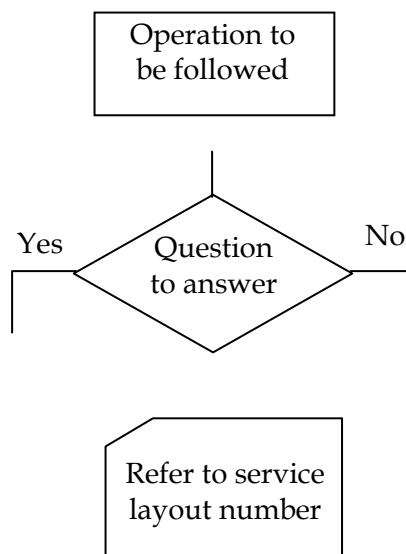 Operation to
be followed
Yes
No
Question
to answer
Refer to service
layout number